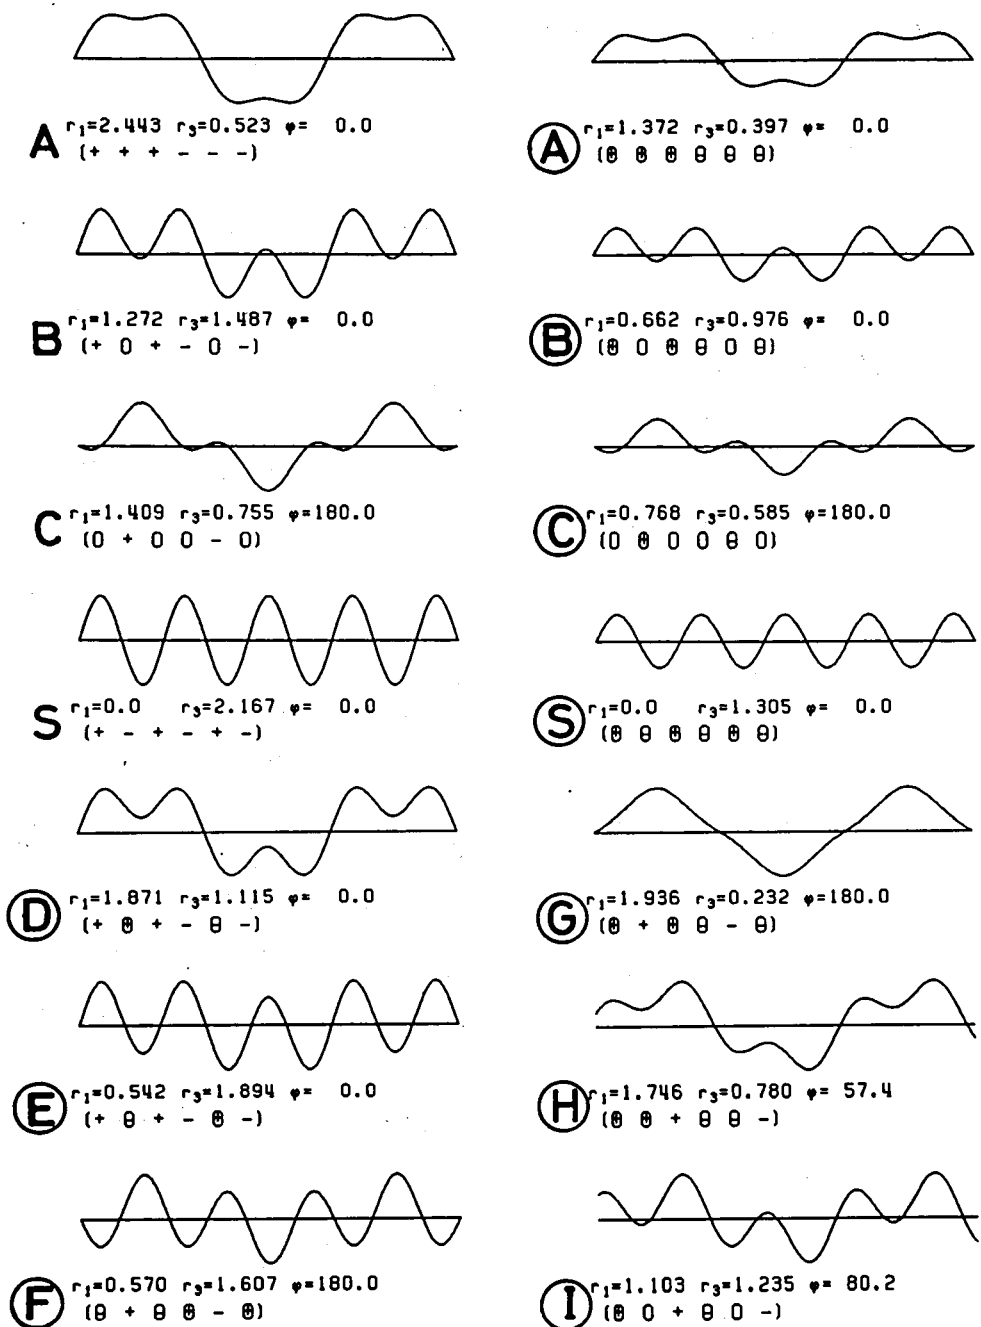 r₁=2.443 r₃=0.523 φ= 0.0
A (+ + + - - -)
r₁=1.272 r₃=1.487 φ= 0.0
B (+ 0 + - 0 -)
r₁=1.409 r₃=0.755 φ=180.0
C (0 + 0 0 - 0)
r₁=0.0 r₃=2.167 φ= 0.0
S (+ - + - + -)
r₁=1.871 r₃=1.115 φ= 0.0
D (+ ⊕ + - ⊖ -)
r₁=0.542 r₃=1.894 φ= 0.0
E (+ ⊖ + - ⊕ -)
r₁=0.570 r₃=1.607 φ=180.0
F (⊖ + ⊖ ⊕ - ⊕)
r₁=1.372 r₃=0.397 φ= 0.0
A (⊕ ⊕ ⊕ ⊖ ⊖ ⊖)
r₁=0.662 r₃=0.976 φ= 0.0
B (⊕ 0 ⊕ ⊖ 0 ⊖)
r₁=0.768 r₃=0.585 φ=180.0
C (0 ⊕ 0 0 ⊖ 0)
r₁=0.0 r₃=1.305 φ= 0.0
S (⊕ ⊖ ⊕ ⊖ ⊕ ⊖)
r₁=1.936 r₃=0.232 φ=180.0
G (⊕ + ⊕ ⊖ - ⊖)
r₁=1.746 r₃=0.780 φ= 57.4
H (⊕ ⊕ + ⊖ ⊖ -)
r₁=1.103 r₃=1.235 φ= 80.2
I (⊕ 0 + ⊖ 0 -)